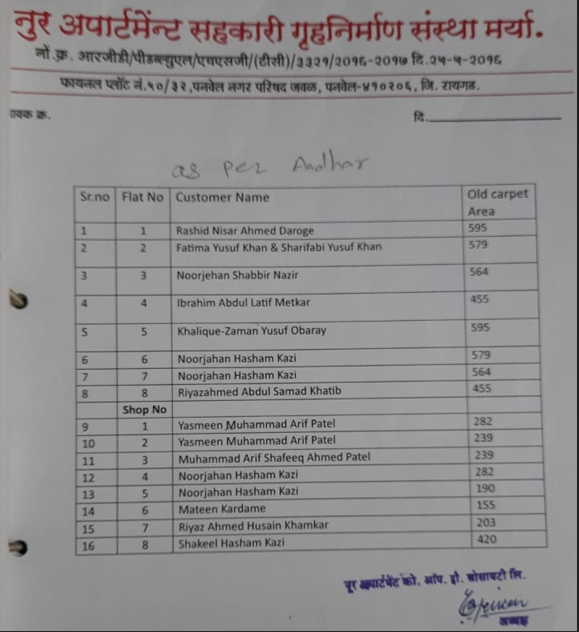 नुर अपार्टमेंन्ट सहकारी गृहनिर्माण संस्था मर्या.
नों.क्र. आरजीडी/पीडब्ल्युएल/एचएसजी/(टीसी)/३३२१/२०१६-२०१७ दि.२५-५-२०१६
फायनल प्लॉट नं.५०/३२,पनवेल नगर परिषद जवळ, पनवेल-४१०२०६, जि. रायगड.
वक क्र. दि.
as per Aadhar
Sr.no Flat No Customer Name Old carpet Area
1 1 Rashid Nisar Ahmed Daroge 595
2 2 Fatima Yusuf Khan & Sharifabi Yusuf Khan 579
3 3 Noorjehan Shabbir Nazir 564
4 4 Ibrahim Abdul Latif Metkar 455
5 5 Khalique-Zaman Yusuf Obaray 595
6 6 Noorjahan Hasham Kazi 579
7 7 Noorjahan Hasham Kazi 564
8 8 Riyazahmed Abdul Samad Khatib 455
Shop No
9 1 Yasmeen Muhammad Arif Patel 282
10 2 Yasmeen Muhammad Arif Patel 239
11 3 Muhammad Arif Shafeeq Ahmed Patel 239
12 4 Noorjahan Hasham Kazi 282
13 5 Noorjahan Hasham Kazi 190
14 6 Mateen Kardame 155
15 7 Riyaz Ahmed Husain Khamkar 203
16 8 Shakeel Hasham Kazi 420
नूर अपार्टमेंट को. ऑप. हौ. सोसायटी लि.
अध्यक्ष